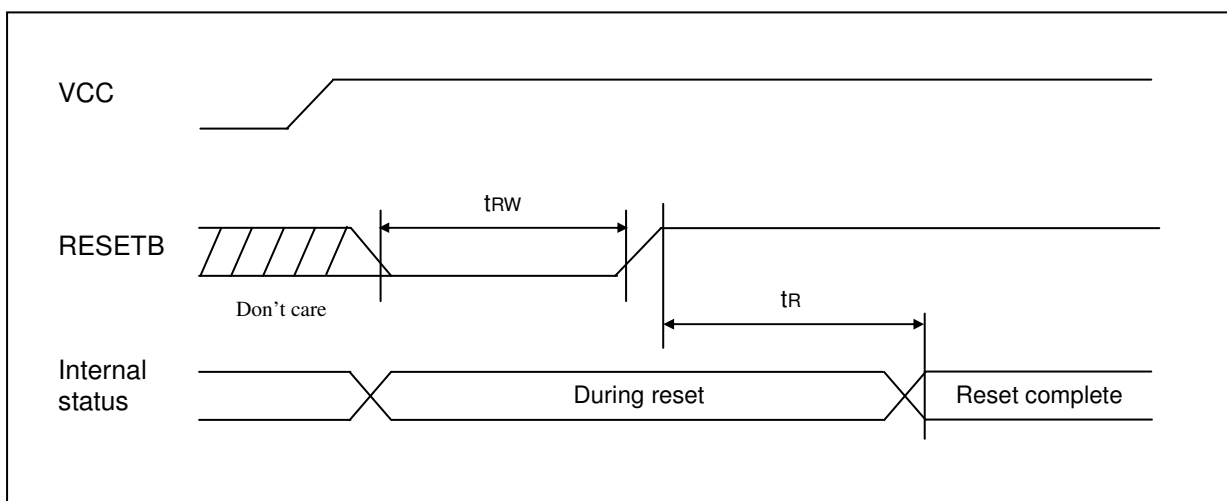 VCC
tRW
RESETB
Don't care
tR
Internal
status
During reset
Reset complete